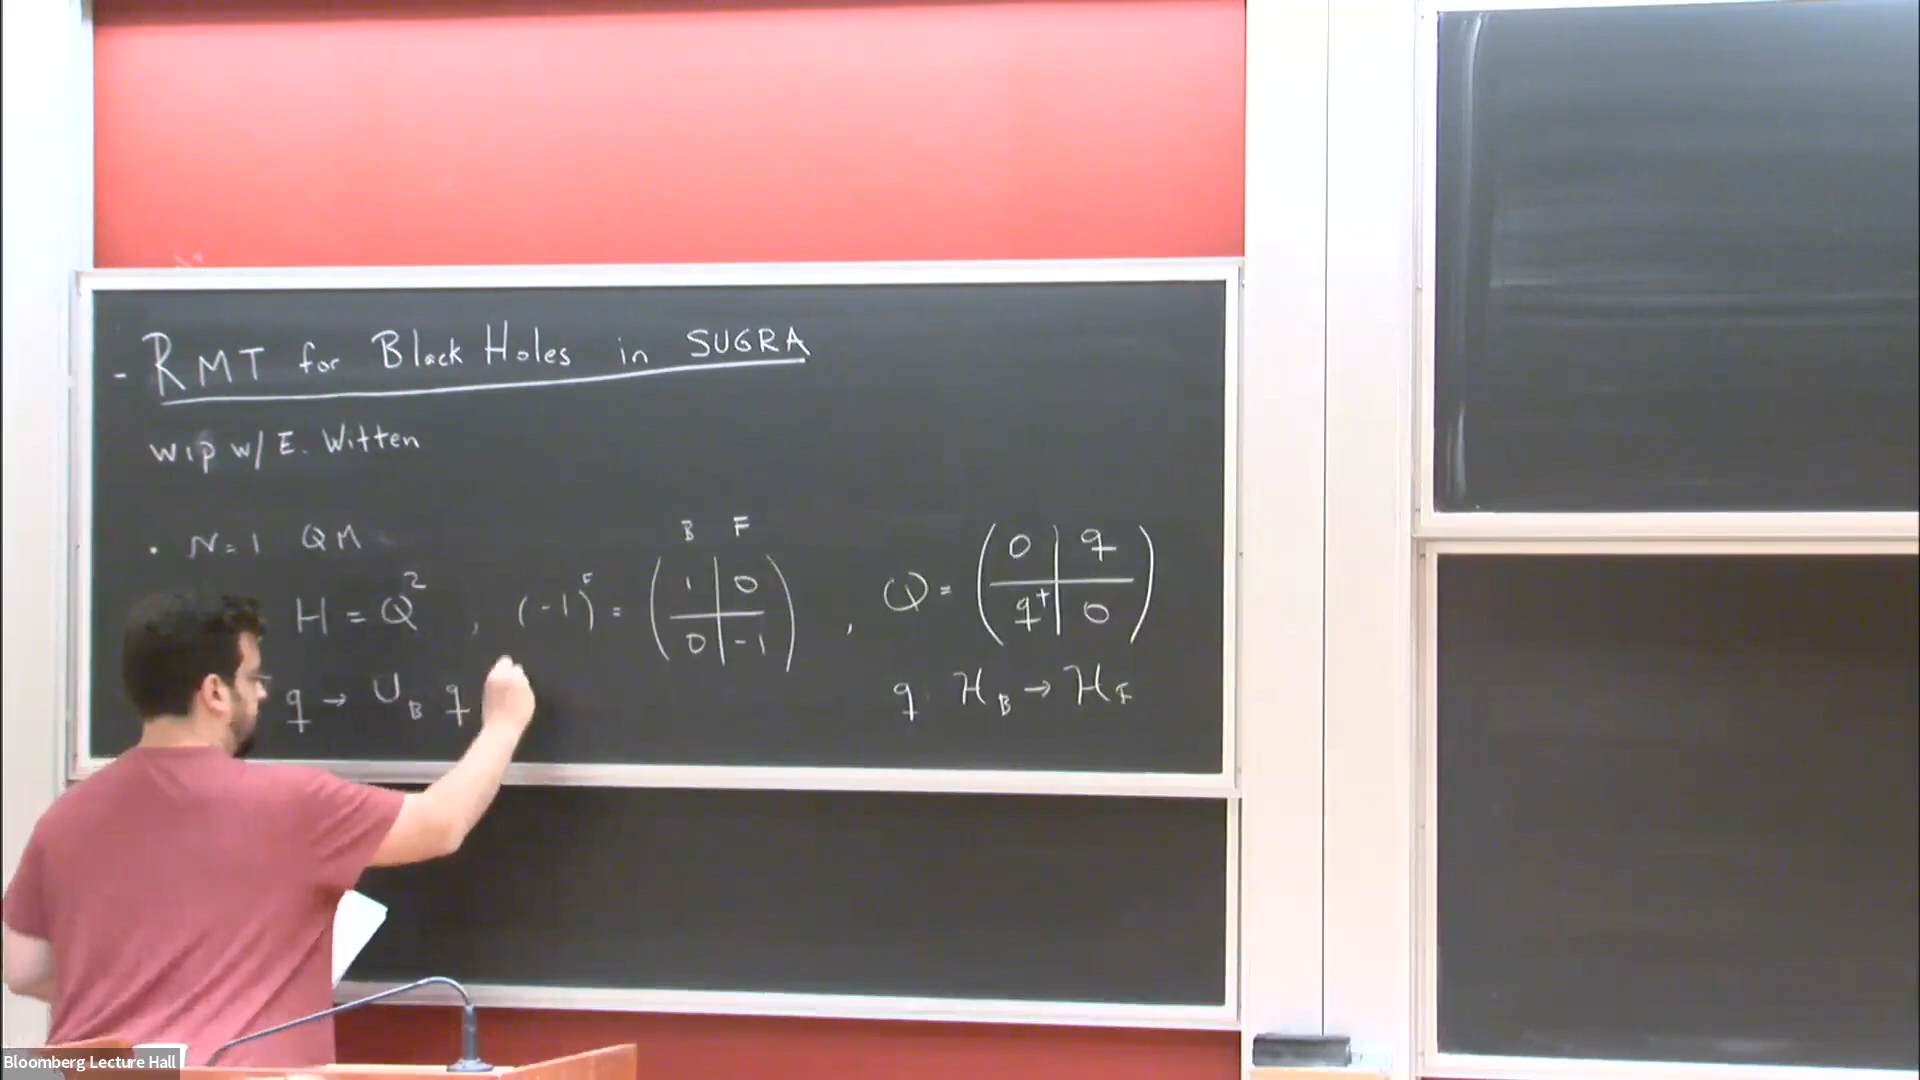 - RMT for Black Holes in SUGRA
wip w/ E. Witten
• N=1 QM
H = Q², (-1)^F = ( 1 | 0 ; 0 | -1 ), Q = ( 0 | q ; q† | 0 )
B F
q → U_B q
q: H_B → H_F
Bloomberg Lecture Hall